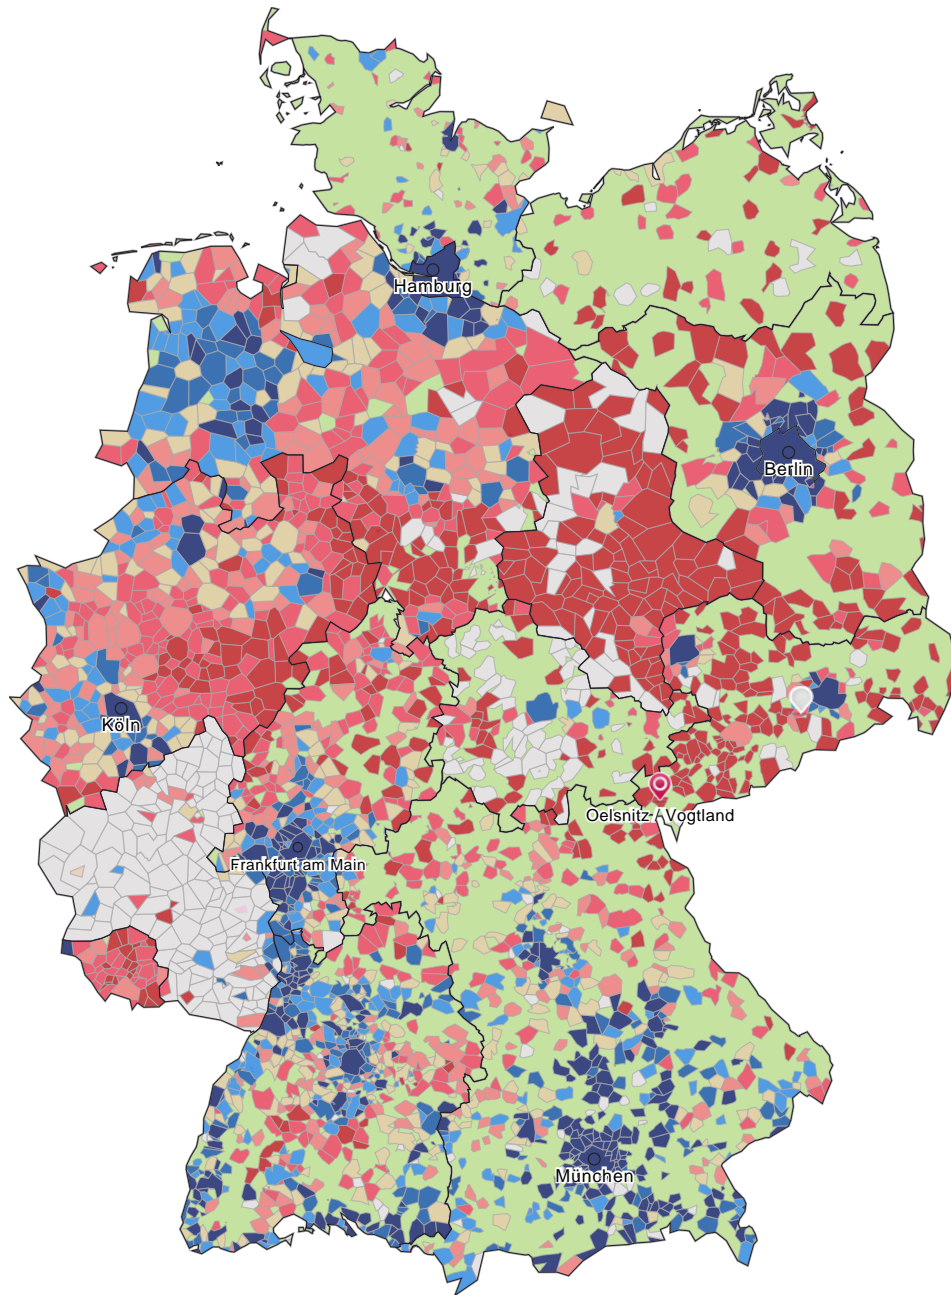 Hamburg
Berlin
Köln
Oelsnitz / Vogtland
Frankfurt am Main
München